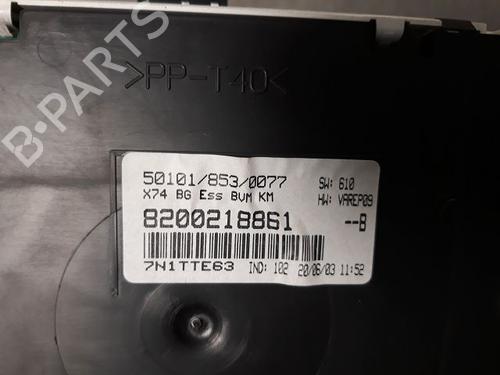 >PP-T40<
B-PARTS
50101/853/0077
SW: 610
X74 BG Ess BVM KM
HW: VAREP09
8200218861
--B
7N1TTE63
IND: 102 20/06/03 11:52